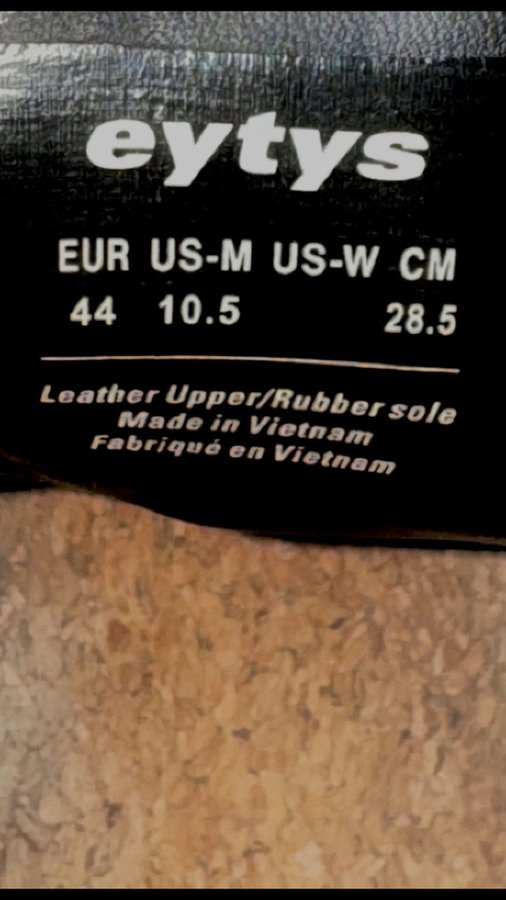 eytys
EUR US-M US-W CM
44 10.5 28.5
Leather Upper/Rubber sole
Made in Vietnam
Fabriqué en Vietnam